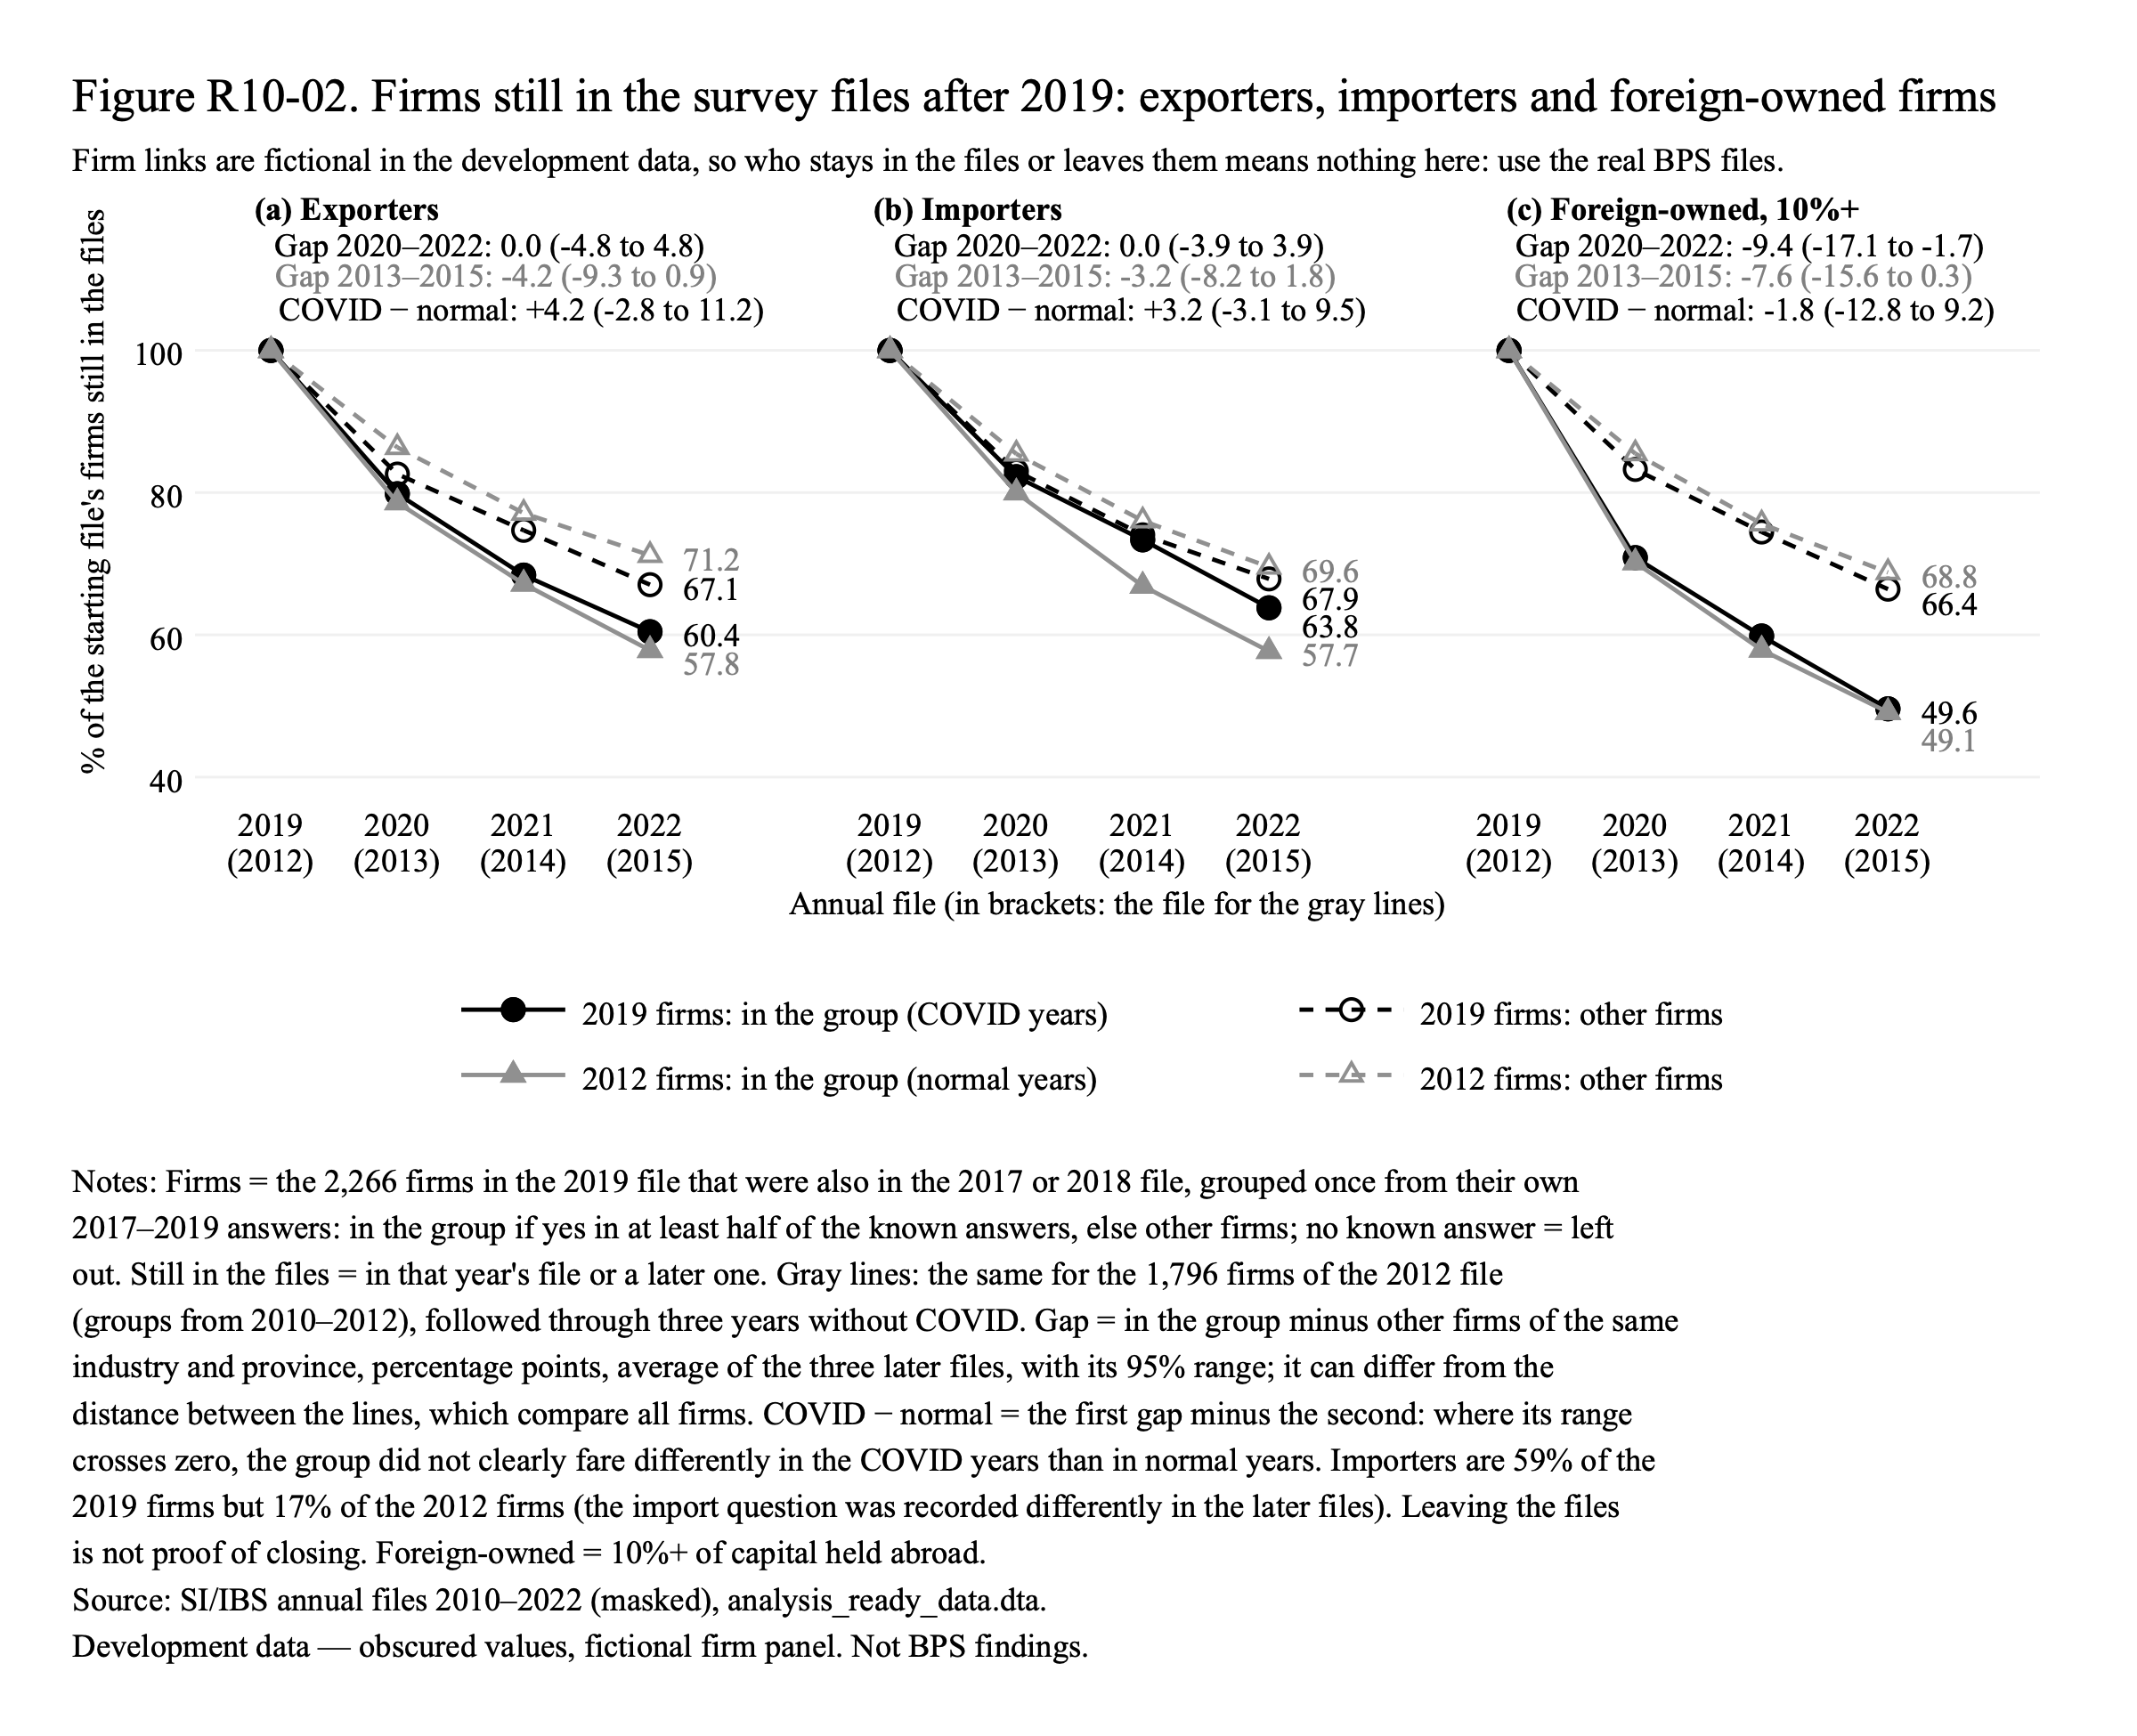 Figure R10-02. Firms still in the survey files after 2019: exporters, importers and foreign-owned firms
Firm links are fictional in the development data, so who stays in the files or leaves them means nothing here: use the real BPS files.
% of the starting file's firms still in the files
(a) Exporters
Gap 2020–2022: 0.0 (-4.8 to 4.8)
Gap 2013–2015: -4.2 (-9.3 to 0.9)
COVID − normal: +4.2 (-2.8 to 11.2)
(b) Importers
Gap 2020–2022: 0.0 (-3.9 to 3.9)
Gap 2013–2015: -3.2 (-8.2 to 1.8)
COVID − normal: +3.2 (-3.1 to 9.5)
(c) Foreign-owned, 10%+
Gap 2020–2022: -9.4 (-17.1 to -1.7)
Gap 2013–2015: -7.6 (-15.6 to 0.3)
COVID − normal: -1.8 (-12.8 to 9.2)
100
80
60
40
71.2
67.1
60.4
57.8
69.6
67.9
63.8
57.7
68.8
66.4
49.6
49.1
2019 2020 2021 2022
(2012) (2013) (2014) (2015)
2019 2020 2021 2022
(2012) (2013) (2014) (2015)
2019 2020 2021 2022
(2012) (2013) (2014) (2015)
Annual file (in brackets: the file for the gray lines)
2019 firms: in the group (COVID years)
2019 firms: other firms
2012 firms: in the group (normal years)
2012 firms: other firms
Notes: Firms = the 2,266 firms in the 2019 file that were also in the 2017 or 2018 file, grouped once from their own
2017–2019 answers: in the group if yes in at least half of the known answers, else other firms; no known answer = left
out. Still in the files = in that year's file or a later one. Gray lines: the same for the 1,796 firms of the 2012 file
(groups from 2010–2012), followed through three years without COVID. Gap = in the group minus other firms of the same
industry and province, percentage points, average of the three later files, with its 95% range; it can differ from the
distance between the lines, which compare all firms. COVID − normal = the first gap minus the second: where its range
crosses zero, the group did not clearly fare differently in the COVID years than in normal years. Importers are 59% of the
2019 firms but 17% of the 2012 firms (the import question was recorded differently in the later files). Leaving the files
is not proof of closing. Foreign-owned = 10%+ of capital held abroad.
Source: SI/IBS annual files 2010–2022 (masked), analysis_ready_data.dta.
Development data — obscured values, fictional firm panel. Not BPS findings.